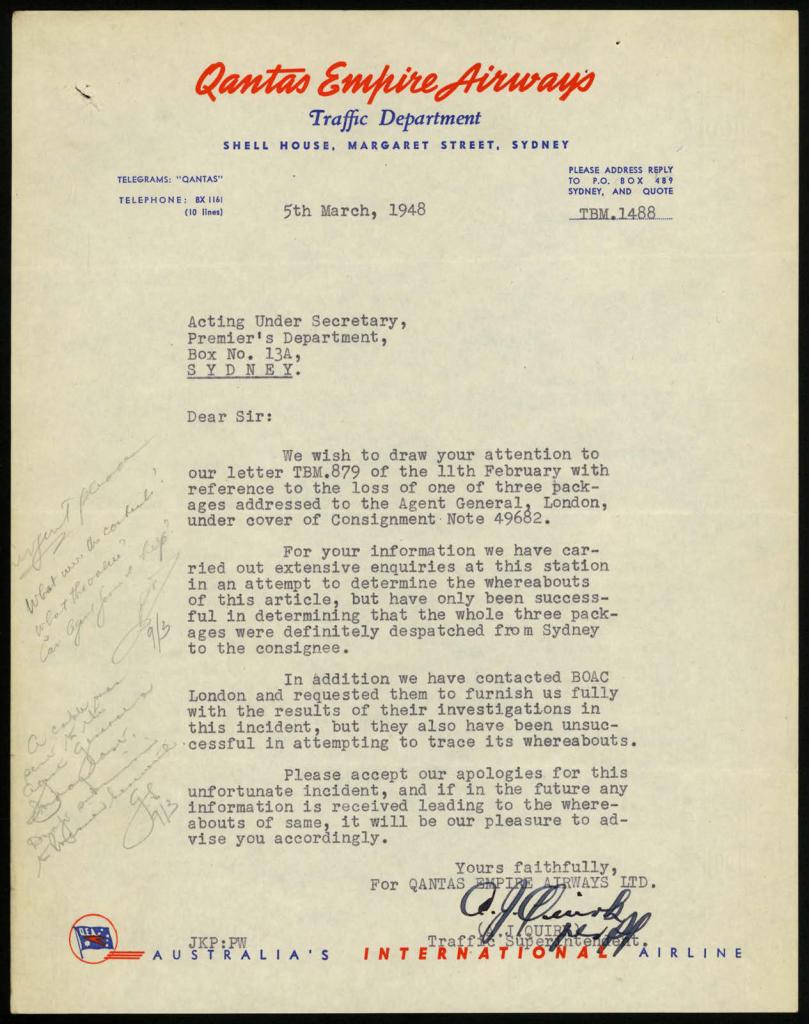 Qantas Empire Airways
Traffic Department
SHELL HOUSE, MARGARET STREET, SYDNEY
TELEGRAMS: "QANTAS"
TELEPHONE: BX 1161
(10 lines)
PLEASE ADDRESS REPLY
TO P.O. BOX 489
SYDNEY, AND QUOTE
TBM.1488
5th March, 1948
Acting Under Secretary,
Premier's Department,
Box No. 13A,
S Y D N E Y.
Dear Sir:
We wish to draw your attention to
our letter TBM.879 of the 11th February with
reference to the loss of one of three pack-
ages addressed to the Agent General, London,
under cover of Consignment Note 49682.
For your information we have car-
ried out extensive enquiries at this station
in an attempt to determine the whereabouts
of this article, but have only been success-
ful in determining that the whole three pack-
ages were definitely despatched from Sydney
to the consignee.
In addition we have contacted BOAC
London and requested them to furnish us fully
with the results of their investigations in
this incident, but they also have been unsuc-
cessful in attempting to trace its whereabouts.
Please accept our apologies for this
unfortunate incident, and if in the future any
information is received leading to the where-
abouts of same, it will be our pleasure to ad-
vise you accordingly.
Yours faithfully,
For QANTAS EMPIRE AIRWAYS LTD.
JKP:PW
Traffic Superintendent.
QEA
AUSTRALIA'S INTERNATIONAL AIRLINE
What were the contents?
9/3
A cable was